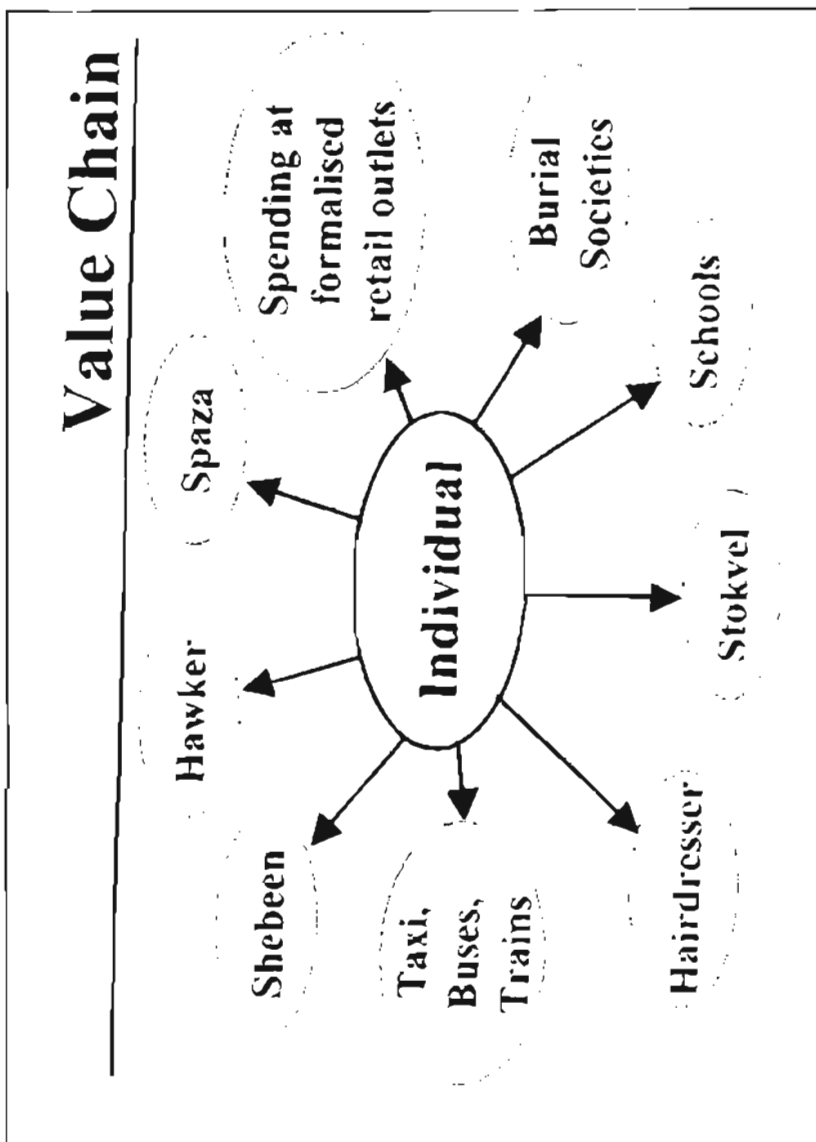 Value Chain
Hawker
Spaza
Shebeen
Spending at
formalised
retail outlets
Taxi,
Buses,
Trains
Individual
Burial
Societies
Hairdresser
Stokvel
Schools